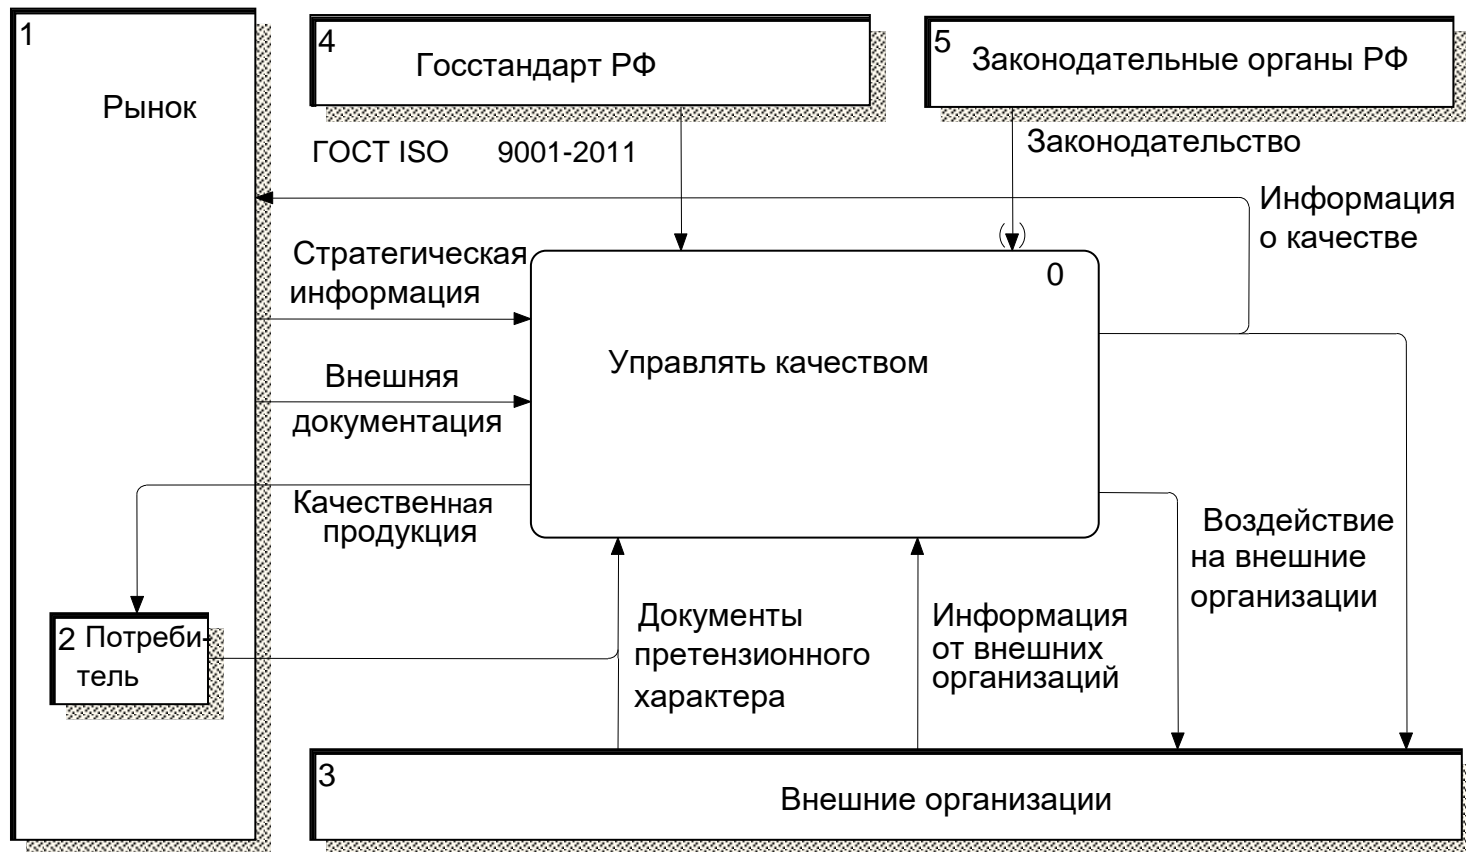 1
Рынок
4
Госстандарт РФ
5
Законодательные органы РФ
ГОСТ ISO 9001-2011
Законодательство
Информация
о качестве
Стратегическая
информация
0
Управлять качеством
Внешняя
документация
Качественная
продукция
Воздействие
на внешние
организации
2 Потреби-
тель
Документы
претензионного
характера
Информация
от внешних
организаций
3
Внешние организации